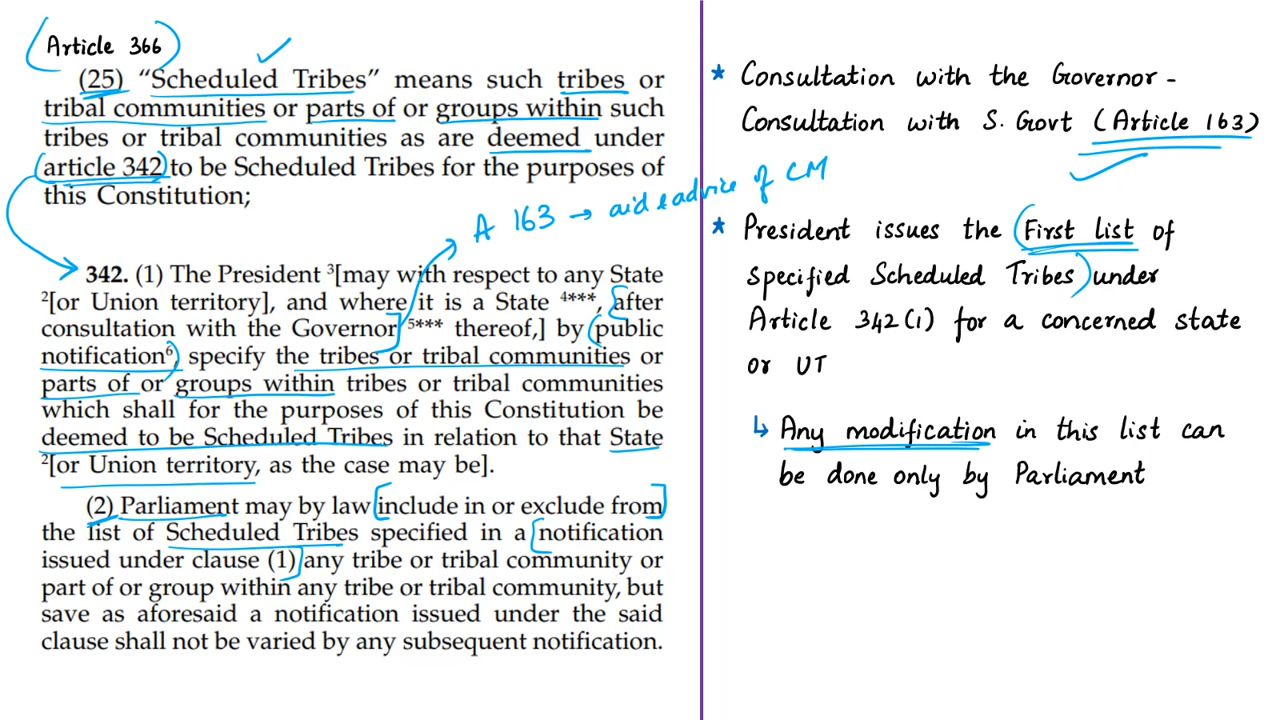 Article 366
(25) “Scheduled Tribes” means such tribes or
tribal communities or parts of or groups within such
tribes or tribal communities as are deemed under
article 342 to be Scheduled Tribes for the purposes of
this Constitution;
A 163 → aid & advice of CM
342. (1) The President ³[may with respect to any State
²[or Union territory], and where it is a State ⁴***, after
consultation with the Governor ⁵*** thereof,] by public
notification⁶, specify the tribes or tribal communities or
parts of or groups within tribes or tribal communities
which shall for the purposes of this Constitution be
deemed to be Scheduled Tribes in relation to that State
²[or Union territory, as the case may be].
(2) Parliament may by law include in or exclude from
the list of Scheduled Tribes specified in a notification
issued under clause (1) any tribe or tribal community or
part of or group within any tribe or tribal community, but
save as aforesaid a notification issued under the said
clause shall not be varied by any subsequent notification.
* Consultation with the Governor -
Consultation with S. Govt (Article 163)
* President issues the First list of
specified Scheduled Tribes under
Article 342(1) for a concerned state
or UT
↳ Any modification in this list can
be done only by Parliament